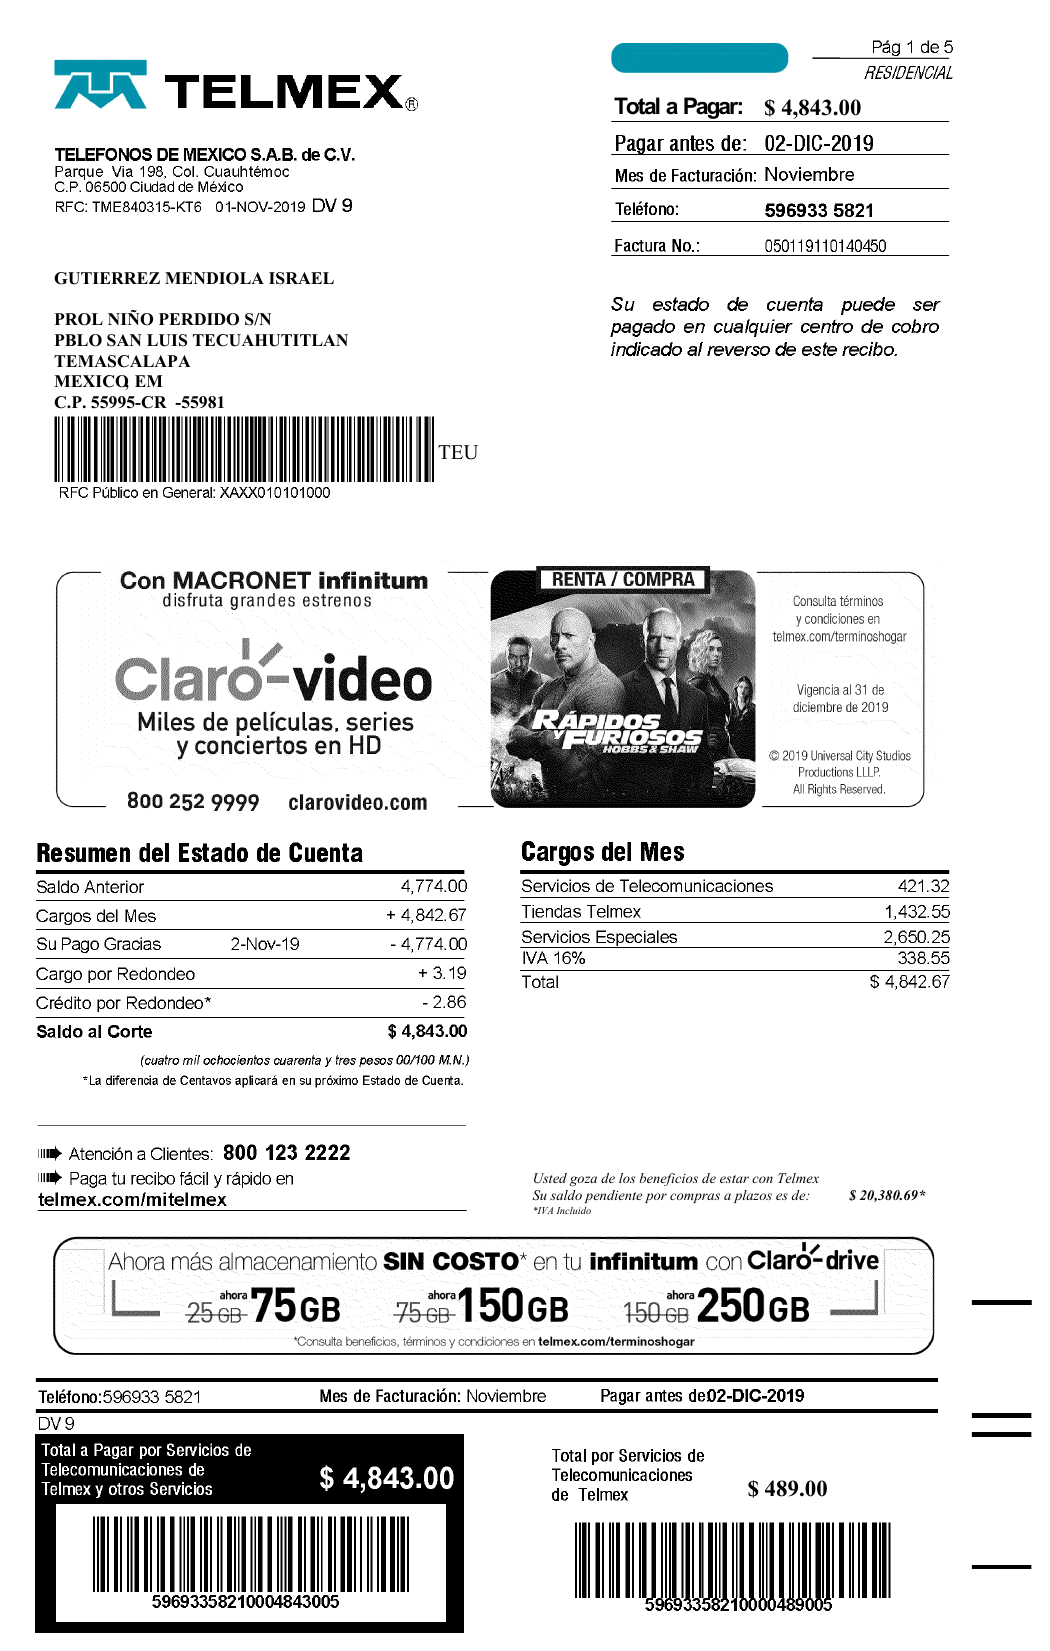 Pág 1 de 5
RESIDENCIAL
TELMEX®
Total a Pagar: $ 4,843.00
Pagar antes de: 02-DIC-2019
Mes de Facturación: Noviembre
Teléfono: 596933 5821
Factura No.: 050119110140450
TELEFONOS DE MEXICO S.A.B. de C.V.
Parque Via 198, Col. Cuauhtémoc
C.P. 06500 Ciudad de México
RFC: TME840315-KT6 01-NOV-2019 DV 9
GUTIERREZ MENDIOLA ISRAEL
PROL NIÑO PERDIDO S/N
PBLO SAN LUIS TECUAHUTITLAN
TEMASCALAPA
MEXICO, EM
C.P. 55995-CR -55981
TEU
RFC Público en General: XAXX010101000
Su estado de cuenta puede ser
pagado en cualquier centro de cobro
indicado al reverso de este recibo.
Con MACRONET infinitum
disfruta grandes estrenos
Claro-video
Miles de películas, series
y conciertos en HD
800 252 9999 clarovideo.com
RENTA / COMPRA
RÁPIDOS
Y FURIOSOS
HOBBS & SHAW
Consulta términos
y condiciones en
telmex.com/terminoshogar
Vigencia al 31 de
diciembre de 2019
© 2019 Universal City Studios
Productions LLLP.
All Rights Reserved.
Resumen del Estado de Cuenta
Saldo Anterior 4,774.00
Cargos del Mes + 4,842.67
Su Pago Gracias 2-Nov-19 - 4,774.00
Cargo por Redondeo + 3.19
Crédito por Redondeo* - 2.86
Saldo al Corte $ 4,843.00
(cuatro mil ochocientos cuarenta y tres pesos 00/100 M.N.)
*La diferencia de Centavos aplicará en su próximo Estado de Cuenta.
Cargos del Mes
Servicios de Telecomunicaciones 421.32
Tiendas Telmex 1,432.55
Servicios Especiales 2,650.25
IVA 16% 338.55
Total $ 4,842.67
Atención a Clientes: 800 123 2222
Paga tu recibo fácil y rápido en
telmex.com/mitelmex
Usted goza de los beneficios de estar con Telmex
Su saldo pendiente por compras a plazos es de: $ 20,380.69*
*IVA Incluido
Ahora más almacenamiento SIN COSTO* en tu infinitum con Claro-drive
25 GB ahora 75GB 75 GB ahora 150GB 150 GB ahora 250GB
*Consulta beneficios, términos y condiciones en telmex.com/terminoshogar
Teléfono:596933 5821 Mes de Facturación: Noviembre Pagar antes de:02-DIC-2019
DV 9
Total a Pagar por Servicios de
Telecomunicaciones de
Telmex y otros Servicios
$ 4,843.00
59693358210004843005
Total por Servicios de
Telecomunicaciones
de Telmex
$ 489.00
59693358210000489005